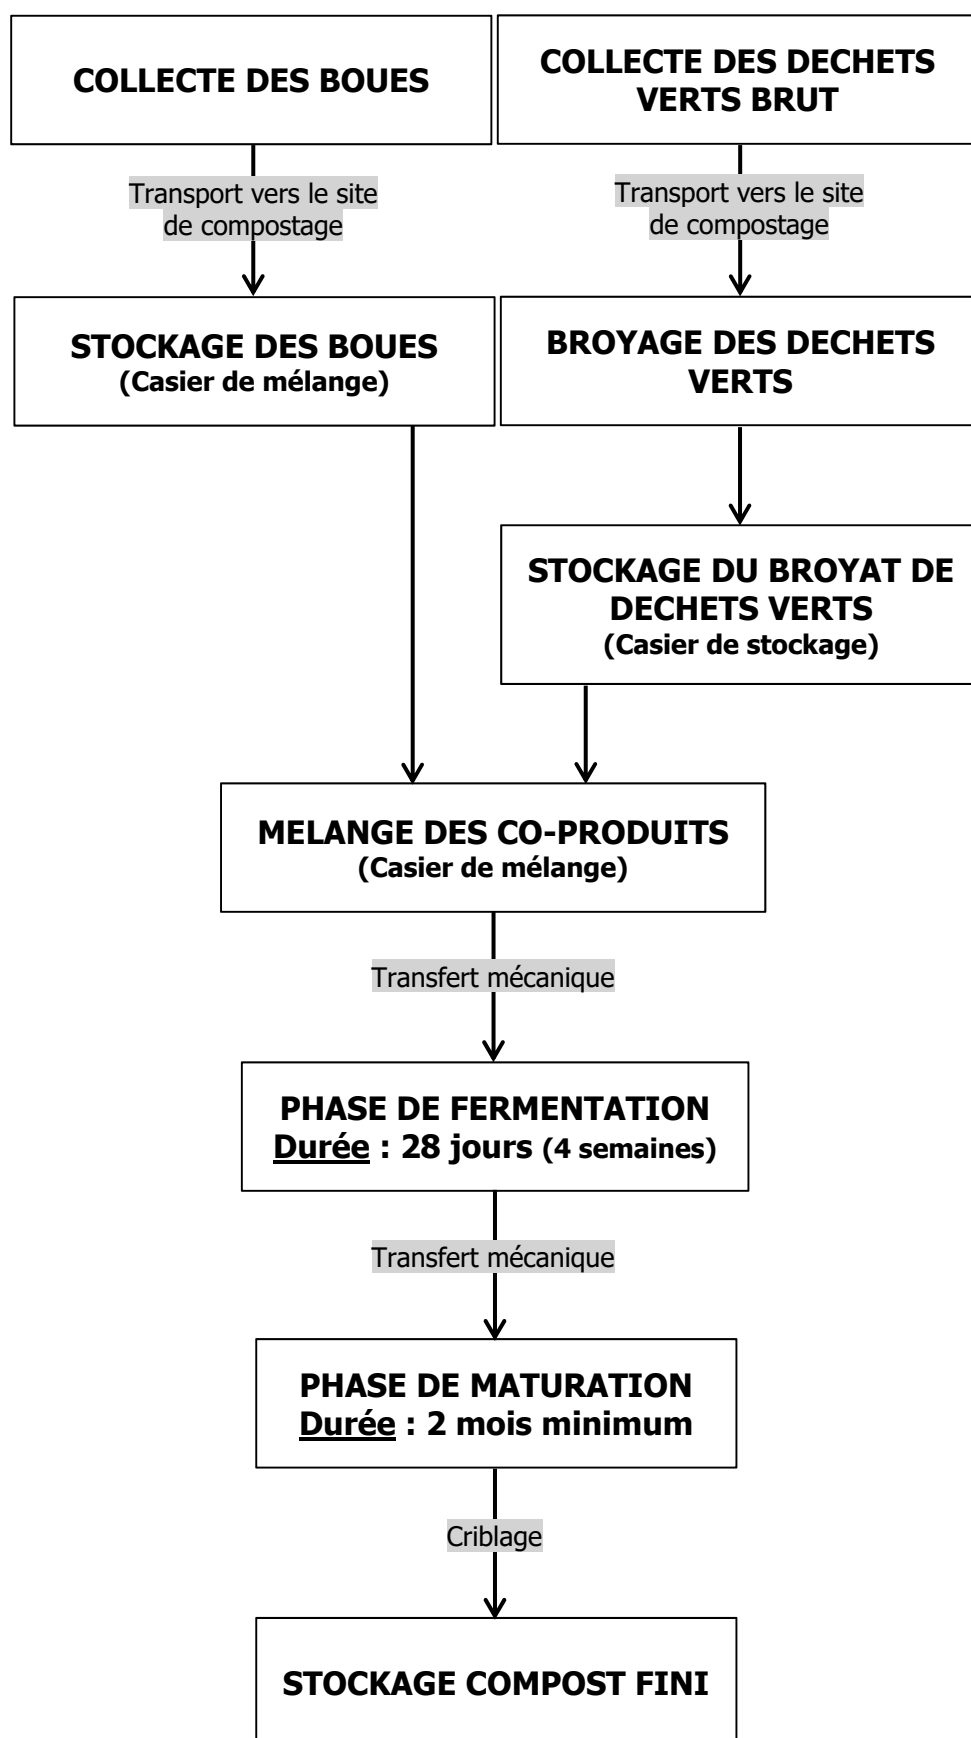 COLLECTE DES BOUES
COLLECTE DES DECHETS
VERTS BRUT
Transport vers le site
de compostage
Transport vers le site
de compostage
STOCKAGE DES BOUES
(Casier de mélange)
BROYAGE DES DECHETS
VERTS
STOCKAGE DU BROYAT DE
DECHETS VERTS
(Casier de stockage)
MELANGE DES CO-PRODUITS
(Casier de mélange)
Transfert mécanique
PHASE DE FERMENTATION
Durée : 28 jours (4 semaines)
Transfert mécanique
PHASE DE MATURATION
Durée : 2 mois minimum
Criblage
STOCKAGE COMPOST FINI